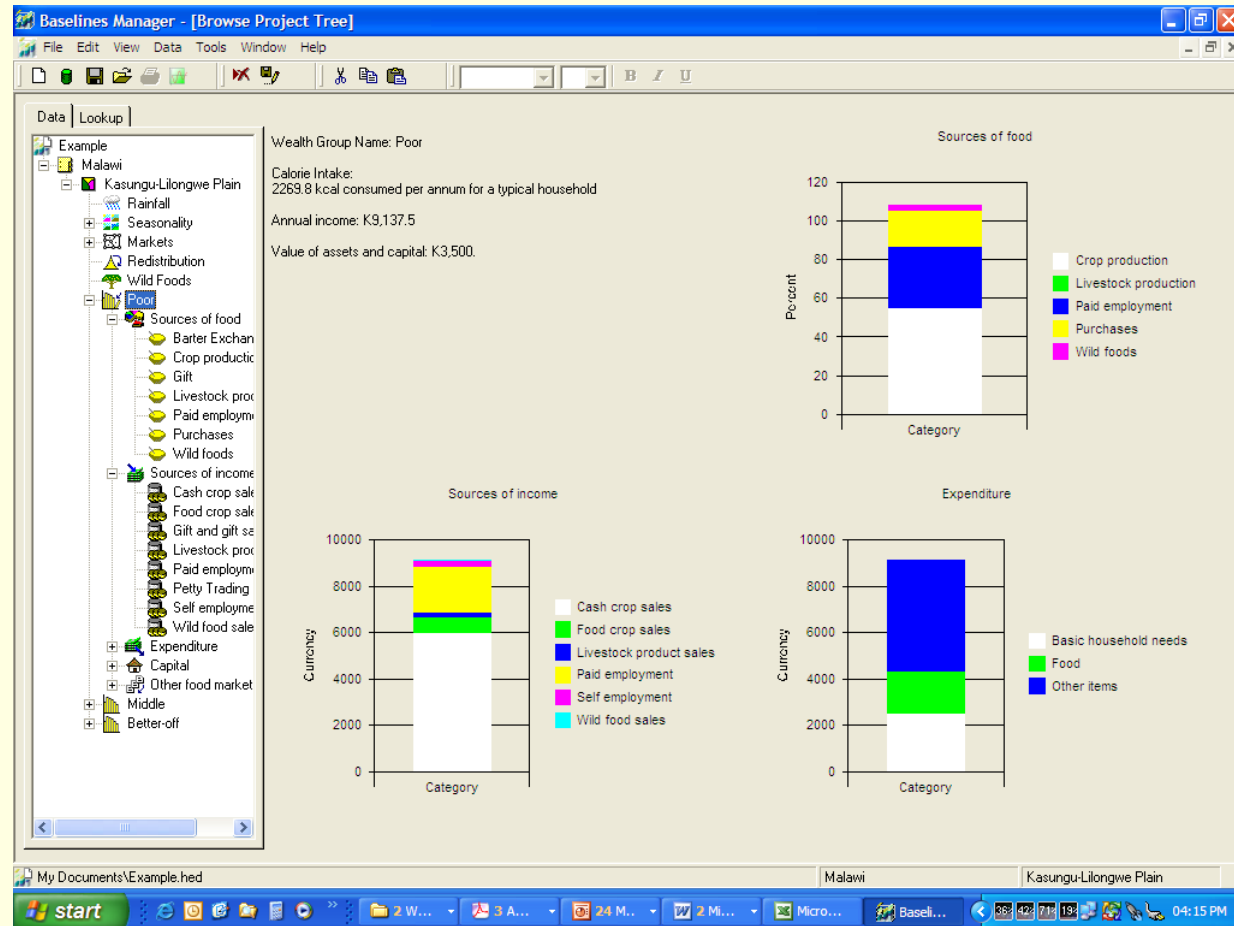 Baselines Manager - [Browse Project Tree]
File Edit View Data Tools Window Help
B I U
Data Lookup
Example
Malawi
Kasungu-Lilongwe Plain
Rainfall
Seasonality
Markets
Redistribution
Wild Foods
Poor
Sources of food
Barter Exchan
Crop productic
Gift
Livestock proc
Paid employme
Purchases
Wild foods
Sources of income
Cash crop sale
Food crop sale
Gift and gift sa
Livestock proc
Paid employme
Petty Trading
Self employme
Wild food sale
Expenditure
Capital
Other food market
Middle
Better-off
Wealth Group Name: Poor
Calorie Intake:
2269.8 kcal consumed per annum for a typical household
Annual income: K9,137.5
Value of assets and capital: K3,500.
Sources of food
120
100
80
60
40
20
0
Percent
Category
Crop production
Livestock production
Paid employment
Purchases
Wild foods
Sources of income
10000
8000
6000
4000
2000
0
Currency
Category
Cash crop sales
Food crop sales
Livestock product sales
Paid employment
Self employment
Wild food sales
Expenditure
10000
8000
6000
4000
2000
0
Currency
Category
Basic household needs
Food
Other items
My Documents\Example.hed Malawi Kasungu-Lilongwe Plain
start 2 W... 3 A... 24 M... 2 Mi... Micro... Baseli... 04:15 PM